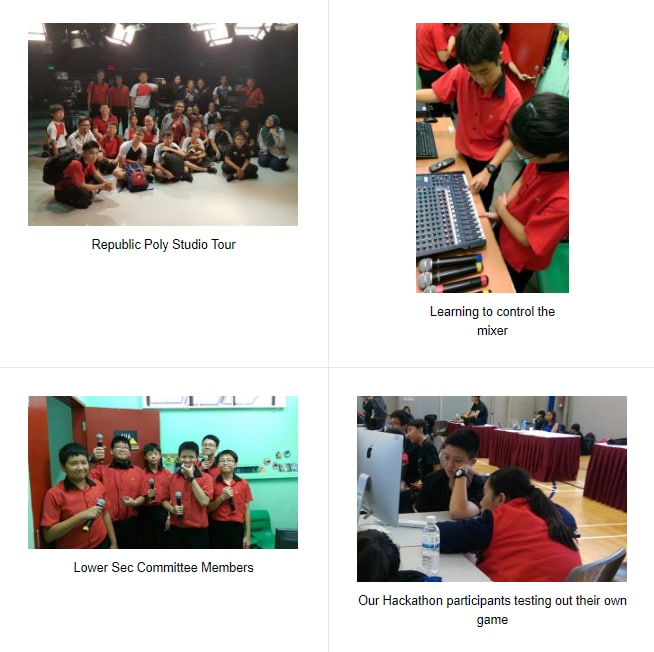 Republic Poly Studio Tour
Learning to control the
mixer
Lower Sec Committee Members
Our Hackathon participants testing out their own
game